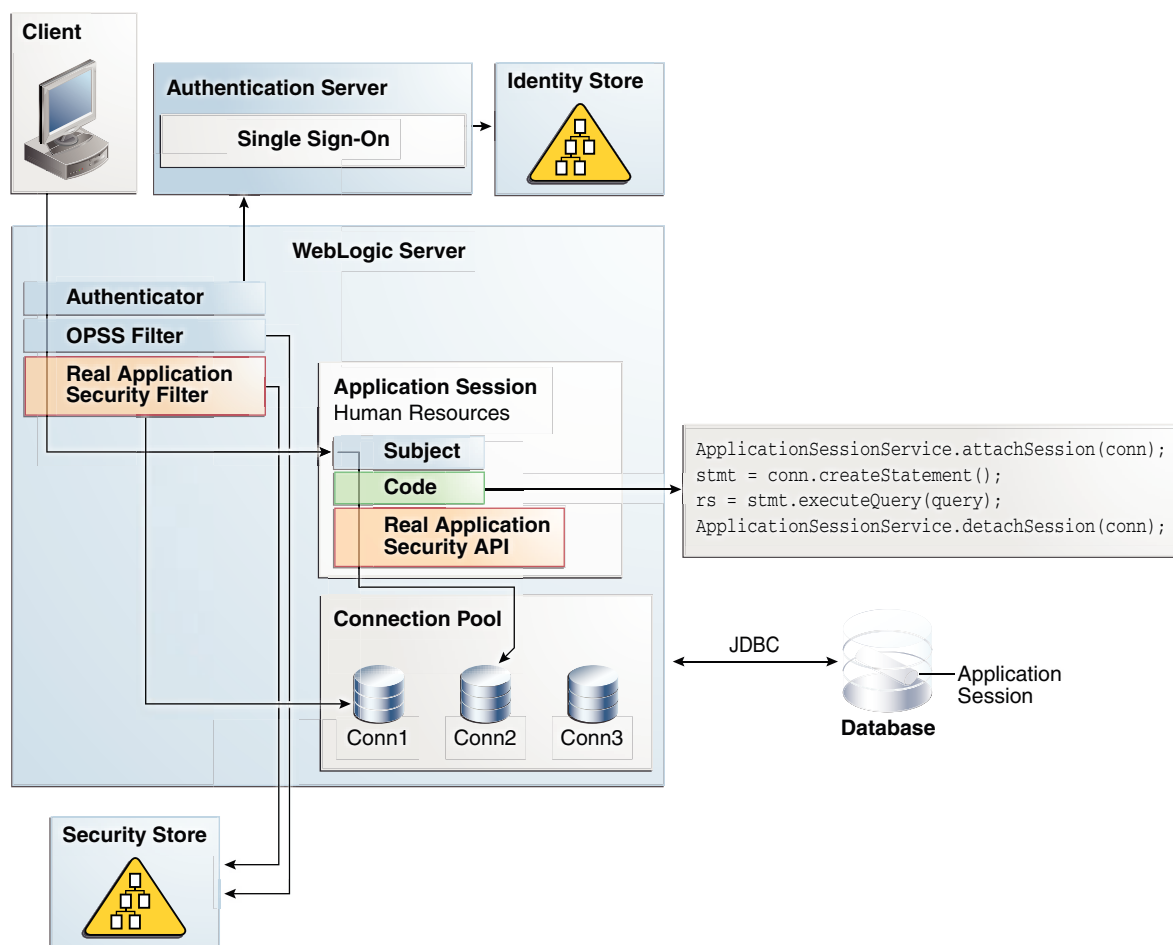 Client
Authentication Server
Single Sign-On
Identity Store
WebLogic Server
Authenticator
OPSS Filter
Real Application
Security Filter
Application Session
Human Resources
Subject
Code
Real Application
Security API
ApplicationSessionService.attachSession(conn);
stmt = conn.createStatement();
rs = stmt.executeQuery(query);
ApplicationSessionService.detachSession(conn);
Connection Pool
Conn1
Conn2
Conn3
JDBC
Application
Session
Database
Security Store